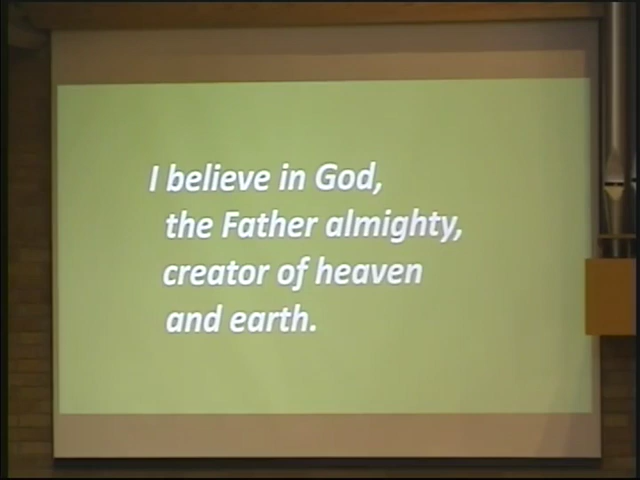 I believe in God,
the Father almighty,
creator of heaven
and earth.